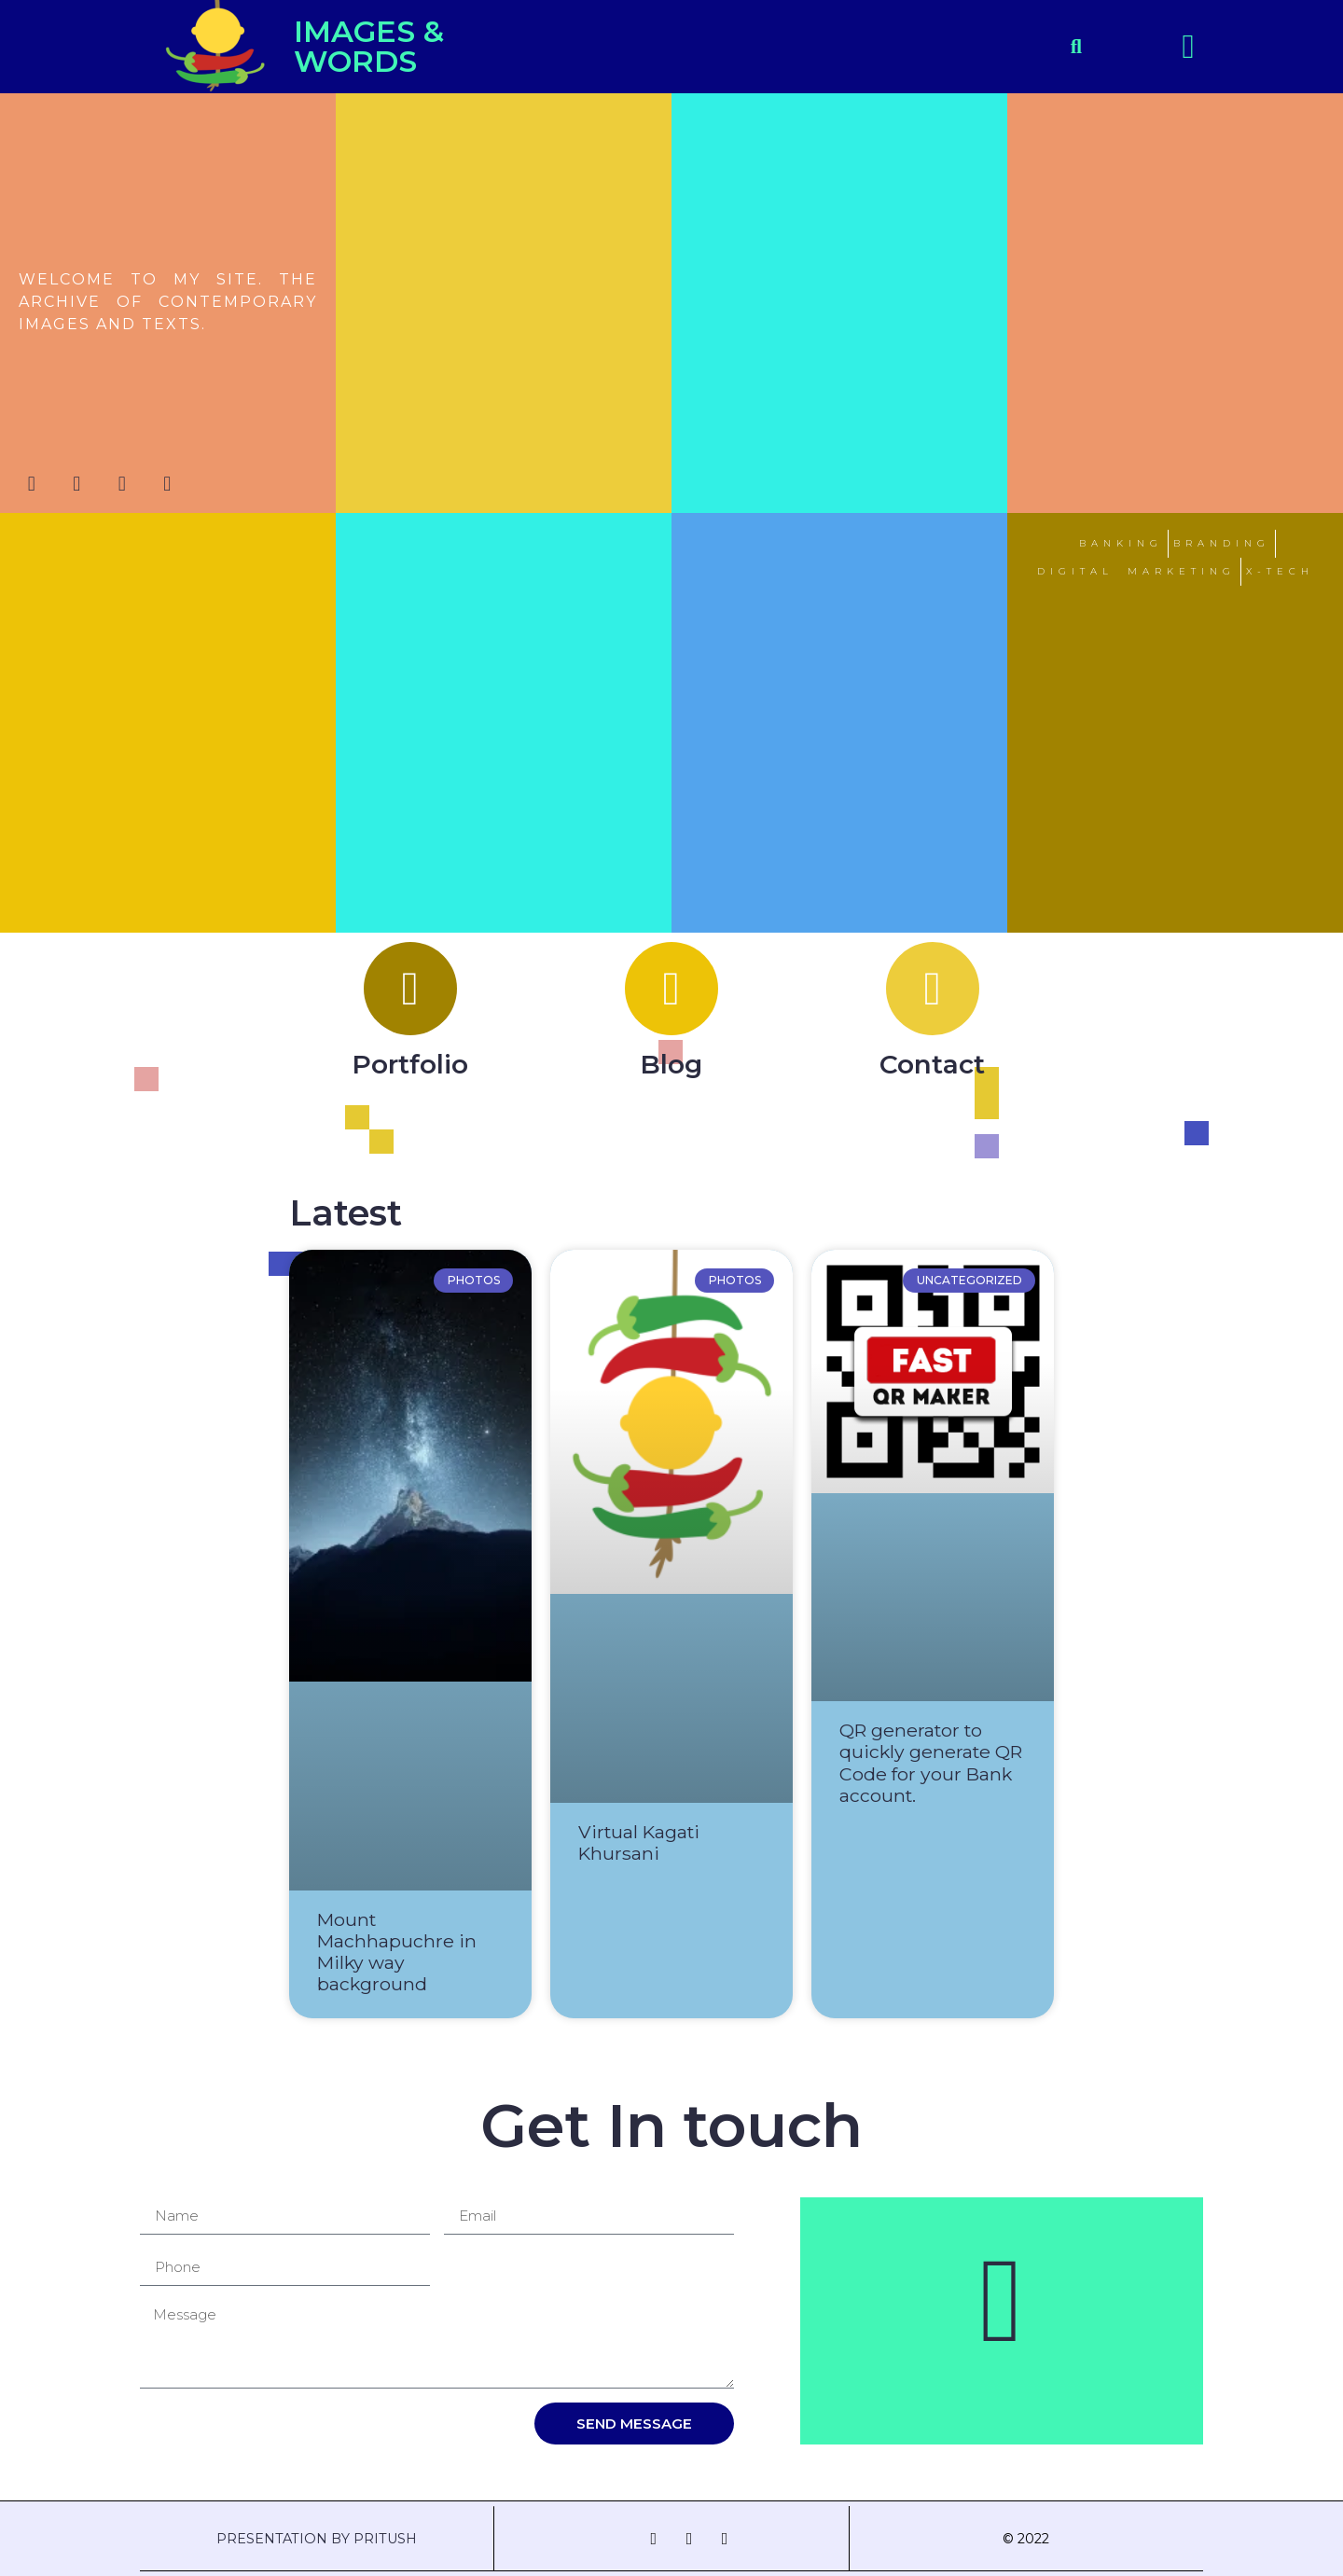 IMAGES &
WORDS
WELCOME TO MY SITE. THE
ARCHIVE OF CONTEMPORARY
IMAGES AND TEXTS.
BANKING BRANDING
DIGITAL MARKETING X-TECH
Portfolio
Blog
Contact
Latest
PHOTOS
PHOTOS
UNCATEGORIZED
FAST
QR MAKER
Mount
Machhapuchre in
Milky way
background
Virtual Kagati
Khursani
QR generator to
quickly generate QR
Code for your Bank
account.
Get In touch
Name
Email
Phone
Message
SEND MESSAGE
PRESENTATION BY PRITUSH
© 2022